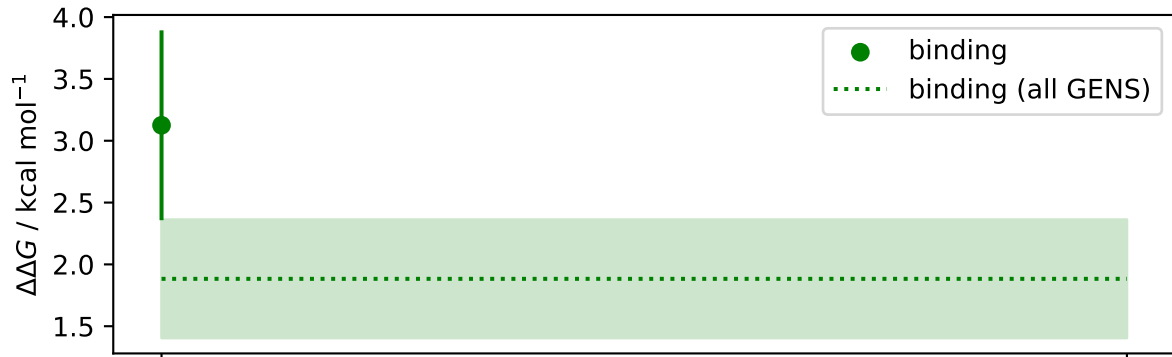 4.0
3.5
3.0
2.5
2.0
1.5
ΔΔG / kcal mol⁻¹
binding
binding (all GENS)